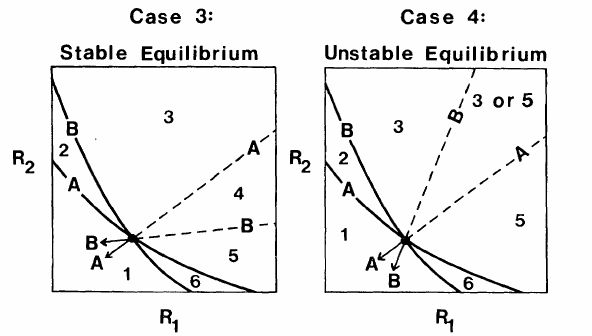 Case 3:
Stable Equilibrium
B
2
A
3
A
4
B
5
R2
B
A
1
6
R1
Case 4:
Unstable Equilibrium
3 or 5
B
B
3
A
2
A
R2
1
5
A
B
6
R1